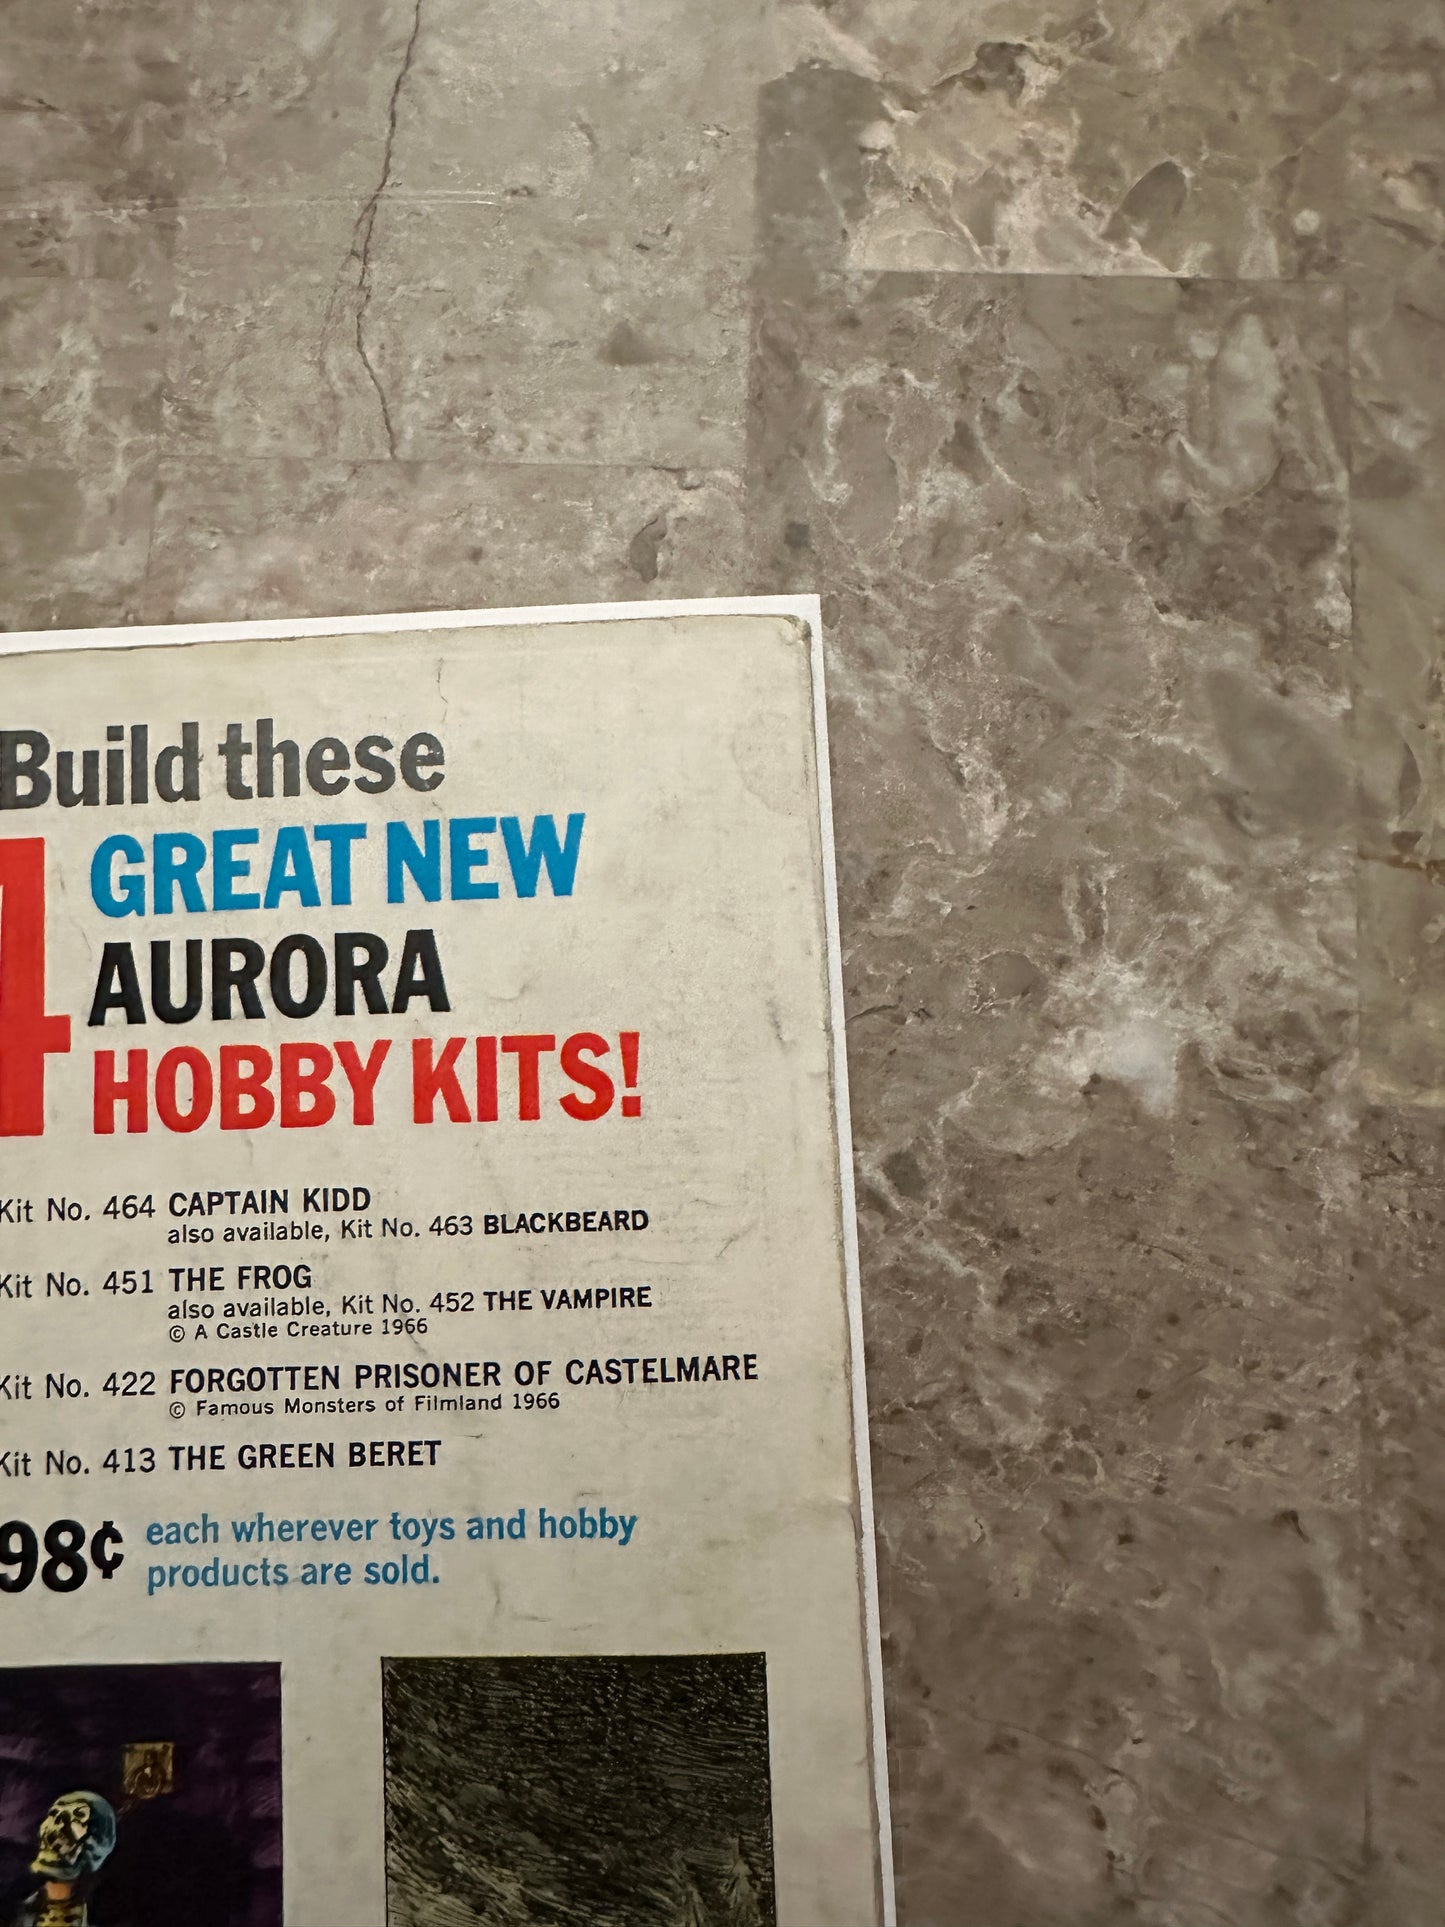 Build these
4 GREAT NEW
AURORA
HOBBY KITS!
Kit No. 464 CAPTAIN KIDD
also available, Kit No. 463 BLACKBEARD
Kit No. 451 THE FROG
also available, Kit No. 452 THE VAMPIRE
© A Castle Creature 1966
Kit No. 422 FORGOTTEN PRISONER OF CASTELMARE
© Famous Monsters of Filmland 1966
Kit No. 413 THE GREEN BERET
98¢ each wherever toys and hobby
products are sold.